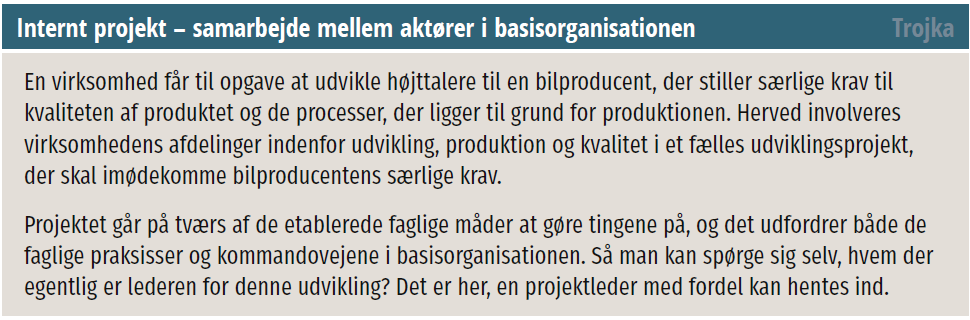 Internt projekt – samarbejde mellem aktører i basisorganisationen Trojka
En virksomhed får til opgave at udvikle højttalere til en bilproducent, der stiller særlige krav til
kvaliteten af produktet og de processer, der ligger til grund for produktionen. Herved involveres
virksomhedens afdelinger indenfor udvikling, produktion og kvalitet i et fælles udviklingsprojekt,
der skal imødekomme bilproducentens særlige krav.
Projektet går på tværs af de etablerede faglige måder at gøre tingene på, og det udfordrer både de
faglige praksisser og kommandovejene i basisorganisationen. Så man kan spørge sig selv, hvem der
egentlig er lederen for denne udvikling? Det er her, en projektleder med fordel kan hentes ind.